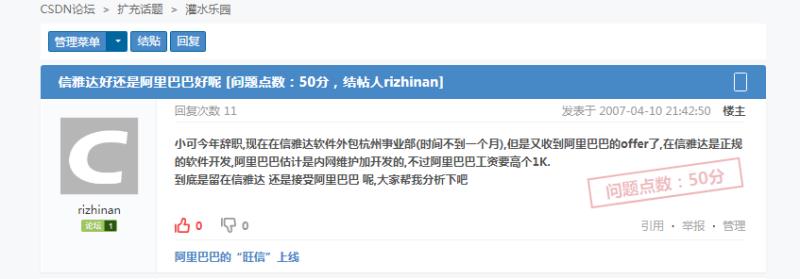 CSDN论坛 > 扩充话题 > 灌水乐园
管理菜单 结贴 回复
信雅达好还是阿里巴巴好呢 [问题点数：50分，结帖人rizhinan]
回复次数 11 发表于 2007-04-10 21:42:50 楼主
小可今年辞职,现在在信雅达软件外包杭州事业部(时间不到一个月),但是又收到阿里巴巴的offer了,在信雅达是正规
的软件开发,阿里巴巴估计是内网维护加开发的,不过阿里巴巴工资要高个1K.
到底是留在信雅达 还是接受阿里巴巴 呢,大家帮我分析下吧
问题点数：50分
rizhinan
论坛 1
0 0 引用 · 举报 · 管理
阿里巴巴的“旺信”上线